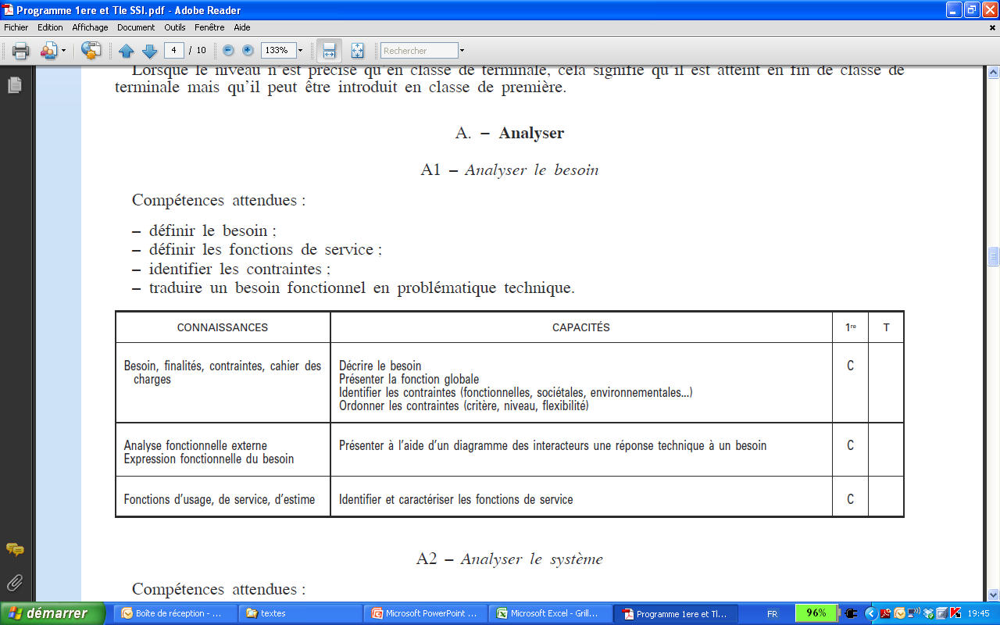 Programme 1ere et Tle SSI.pdf - Adobe Reader
Fichier Edition Affichage Document Outils Fenêtre Aide
4 / 10 133% Rechercher
Lorsque le niveau n'est précisé qu'en classe de terminale, cela signifie qu'il est atteint en fin de classe de
terminale mais qu'il peut être introduit en classe de première.
A. – Analyser
A1 – Analyser le besoin
Compétences attendues :
– définir le besoin ;
– définir les fonctions de service ;
– identifier les contraintes ;
– traduire un besoin fonctionnel en problématique technique.
CONNAISSANCES CAPACITÉS 1re T
Besoin, finalités, contraintes, cahier des
charges
Décrire le besoin
Présenter la fonction globale
Identifier les contraintes (fonctionnelles, sociétales, environnementales...)
Ordonner les contraintes (critère, niveau, flexibilité)
C
Analyse fonctionnelle externe
Expression fonctionnelle du besoin
Présenter à l'aide d'un diagramme des interacteurs une réponse technique à un besoin
C
Fonctions d'usage, de service, d'estime
Identifier et caractériser les fonctions de service
C
A2 – Analyser le système
Compétences attendues :
démarrer Boîte de réception - ... textes Microsoft PowerPoint ... Microsoft Excel - Grill... Programme 1ere et Tl... FR 96% 19:45